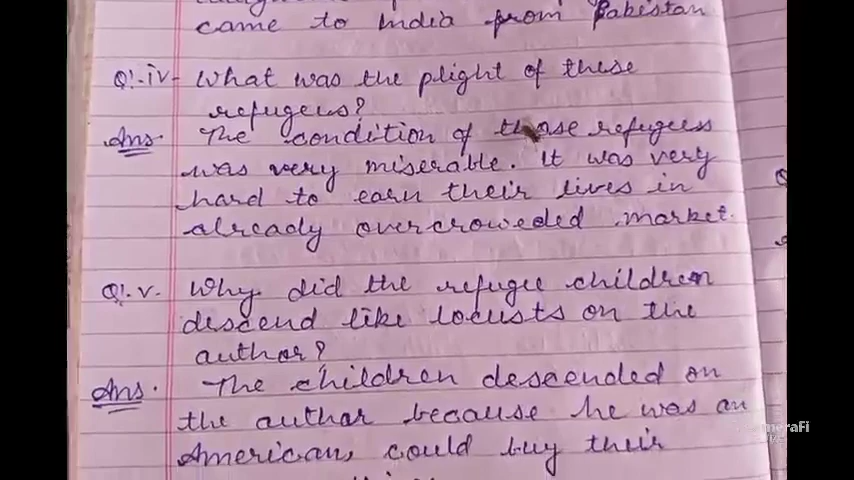 came to India from Pakistan
Q'.iv- What was the plight of these
refugees?
Ans. The condition of those refugees
was very miserable. It was very
hard to earn their lives in
already overcroweded market.
Q'.v. Why did the refugee children
descend like locusts on the
author?
Ans. The children descended on
the author because he was an
American, could buy their